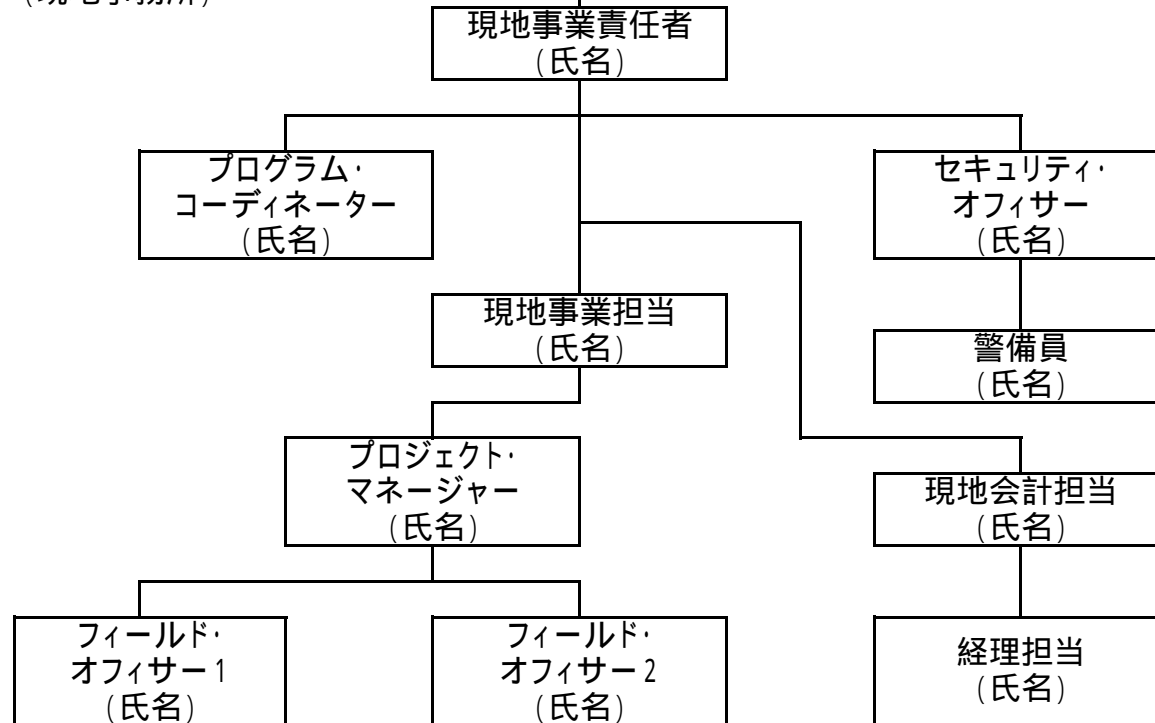 (現地事務所)
現地事業責任者
(氏名)
プログラム・
コーディネーター
(氏名)
セキュリティ・
オフィサー
(氏名)
現地事業担当
(氏名)
警備員
(氏名)
プロジェクト・
マネージャー
(氏名)
現地会計担当
(氏名)
フィールド・
オフィサー1
(氏名)
フィールド・
オフィサー2
(氏名)
経理担当
(氏名)